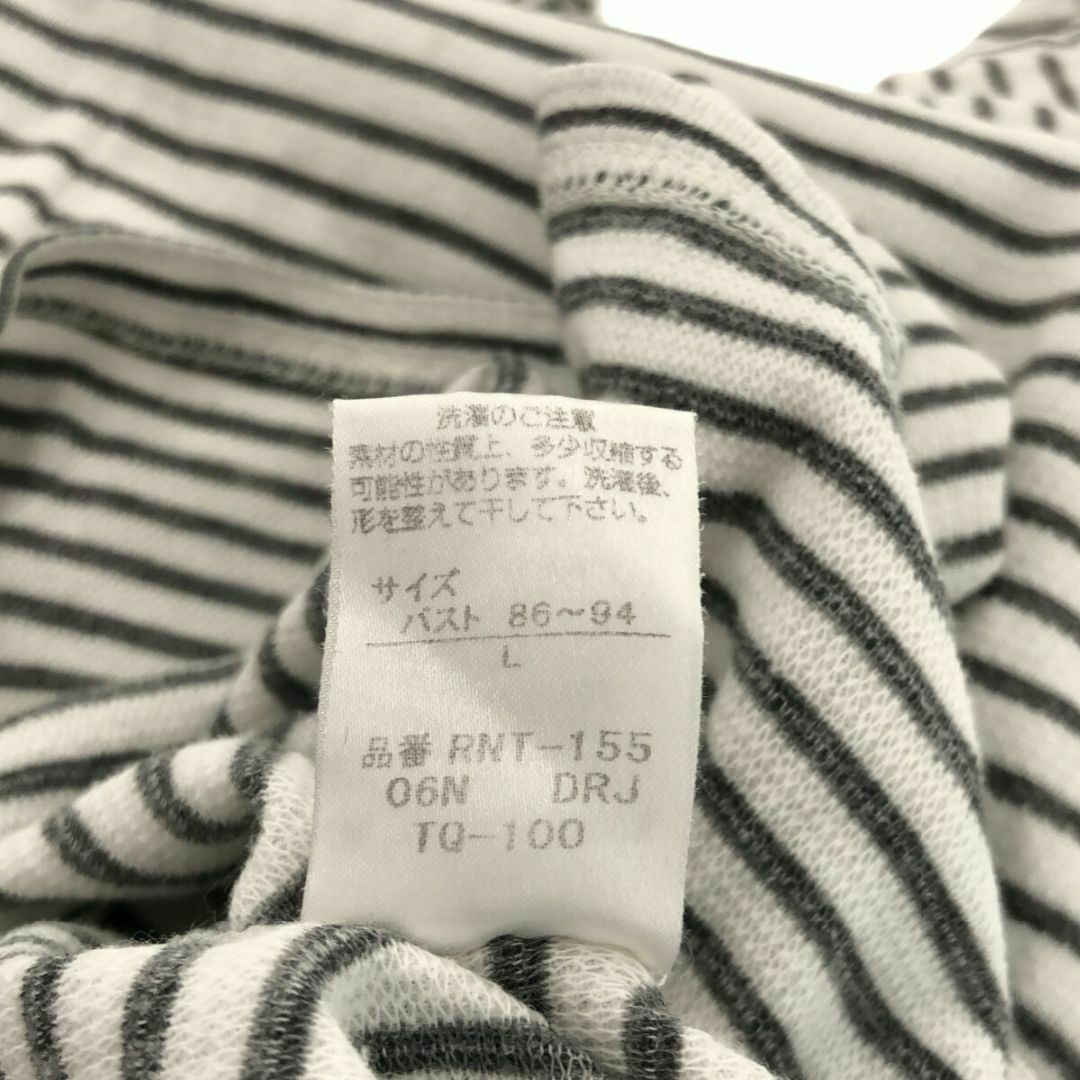 洗濯のご注意
素材の性質上、多少収縮する
可能性があります。洗濯後、
形を整えて干して下さい。
サイズ
バスト 86～94
L
品番 RNT-155
06N DRJ
TQ-100